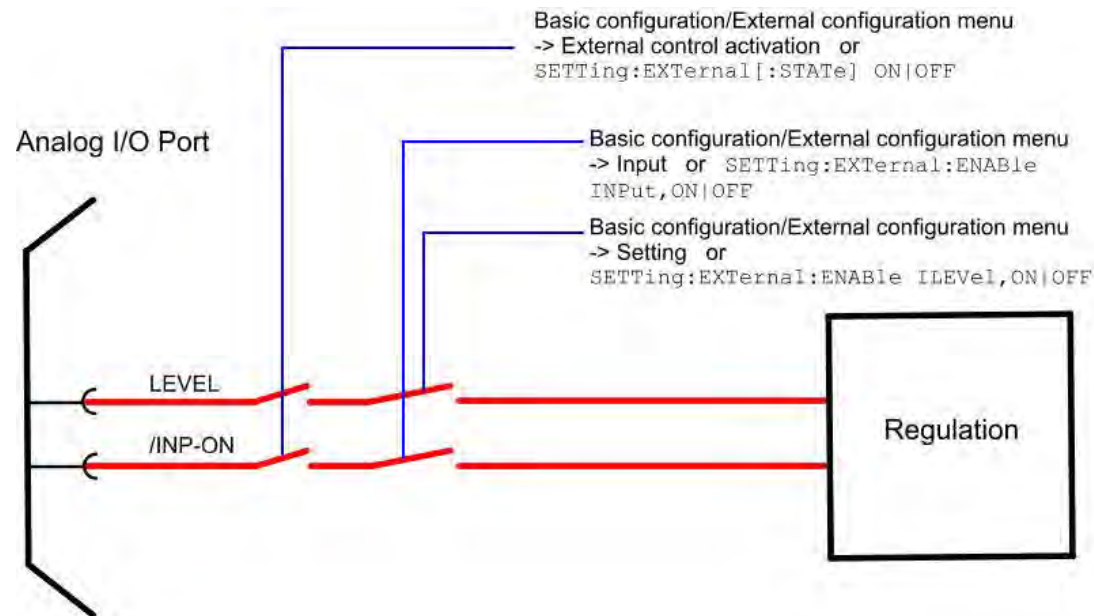 Basic configuration/External configuration menu
-> External control activation or
SETTing:EXTernal[:STATe] ON|OFF
Analog I/O Port
Basic configuration/External configuration menu
-> Input or SETTing:EXTernal:ENABle
INPut,ON|OFF
Basic configuration/External configuration menu
-> Setting or
SETTing:EXTernal:ENABle ILEVel,ON|OFF
LEVEL
/INP-ON
Regulation